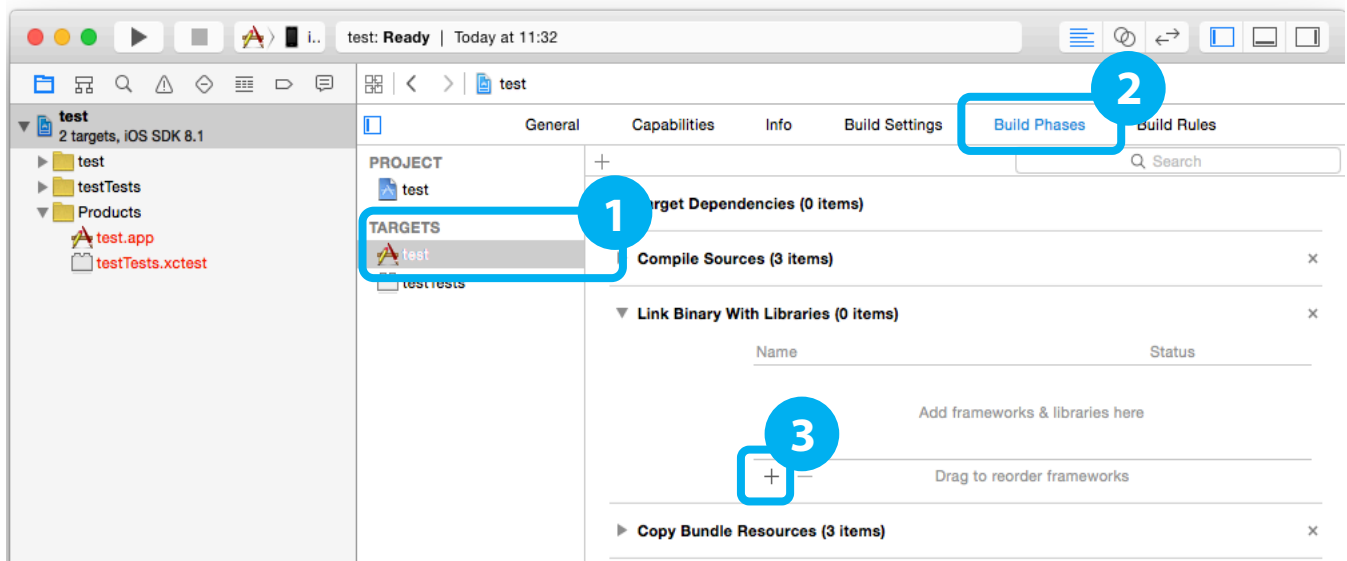 i..
test: Ready | Today at 11:32
test
2
test
2 targets, iOS SDK 8.1
test
testTests
Products
test.app
testTests.xctest
General Capabilities Info Build Settings Build Phases Build Rules
PROJECT
test
TARGETS
test
testTests
1
Search
Target Dependencies (0 items)
Compile Sources (3 items)
Link Binary With Libraries (0 items)
Name Status
Add frameworks & libraries here
3
Drag to reorder frameworks
Copy Bundle Resources (3 items)